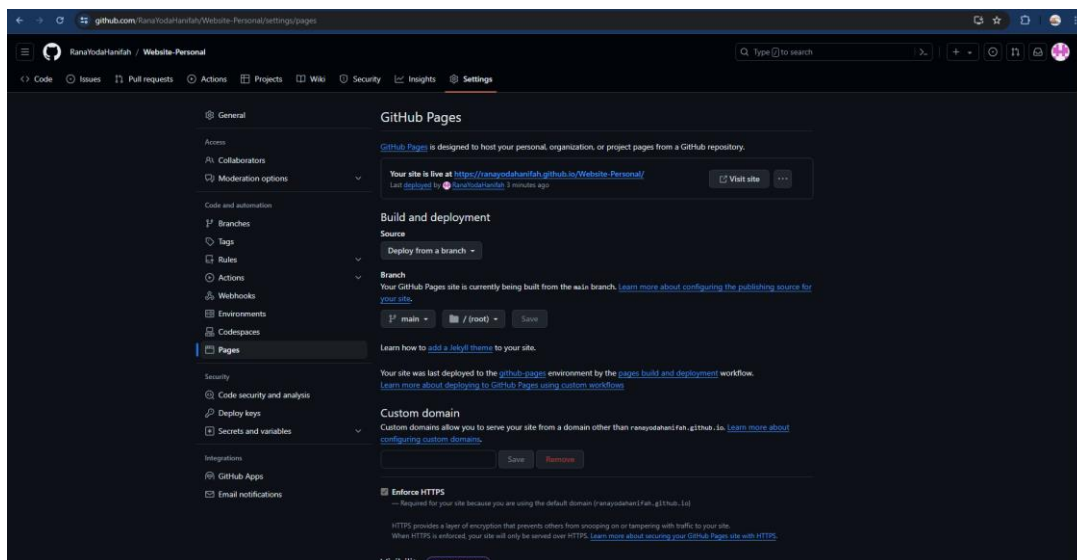 github.com/RanaYodaHanifah/Website-Personal/settings/pages
RanaYodaHanifah / Website-Personal
Type / to search
Code
Issues
Pull requests
Actions
Projects
Wiki
Security
Insights
Settings
General
Access
Collaborators
Moderation options
Code and automation
Branches
Tags
Rules
Actions
Webhooks
Environments
Codespaces
Pages
Security
Code security and analysis
Deploy keys
Secrets and variables
Integrations
GitHub Apps
Email notifications
GitHub Pages
GitHub Pages is designed to host your personal, organization, or project pages from a GitHub repository.
Your site is live at https://ranayodahanifah.github.io/Website-Personal/
Last deployed by RanaYodaHanifah 3 minutes ago
Visit site
Build and deployment
Source
Deploy from a branch
Branch
Your GitHub Pages site is currently being built from the main branch. Learn more about configuring the publishing source for
your site.
main
/ (root)
Save
Learn how to add a Jekyll theme to your site.
Your site was last deployed to the github-pages environment by the pages build and deployment workflow.
Learn more about deploying to GitHub Pages using custom workflows
Custom domain
Custom domains allow you to serve your site from a domain other than ranayodahanifah.github.io. Learn more about
configuring custom domains.
Save
Remove
Enforce HTTPS
— Required for your site because you are using the default domain (ranayodahanifah.github.io)
HTTPS provides a layer of encryption that prevents others from snooping on or tampering with traffic to your site.
When HTTPS is enforced, your site will only be served over HTTPS. Learn more about securing your GitHub Pages site with HTTPS.